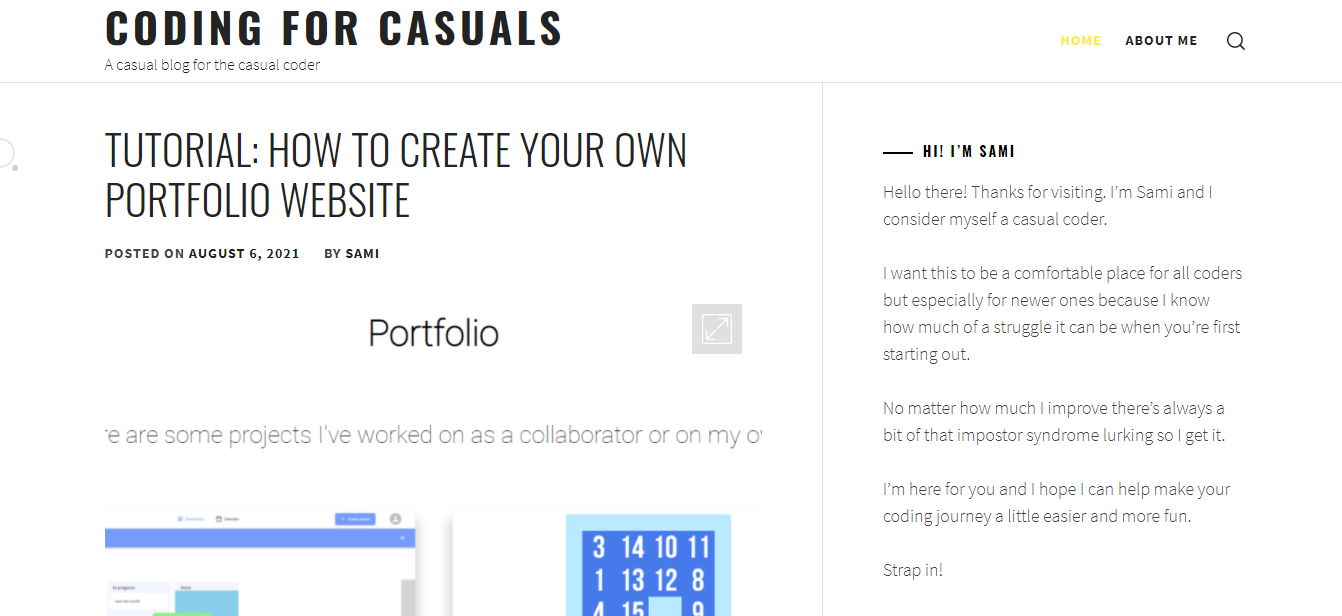 CODING FOR CASUALS
A casual blog for the casual coder
HOME ABOUT ME
TUTORIAL: HOW TO CREATE YOUR OWN
PORTFOLIO WEBSITE
POSTED ON AUGUST 6, 2021 BY SAMI
Portfolio
re are some projects I've worked on as a collaborator or on my
3 14 10 11
1 13 12 8
4 15 9
HI! I’M SAMI
Hello there! Thanks for visiting. I’m Sami and I
consider myself a casual coder.
I want this to be a comfortable place for all coders
but especially for newer ones because I know
how much of a struggle it can be when you’re first
starting out.
No matter how much I improve there’s always a
bit of that impostor syndrome lurking so I get it.
I’m here for you and I hope I can help make your
coding journey a little easier and more fun.
Strap in!